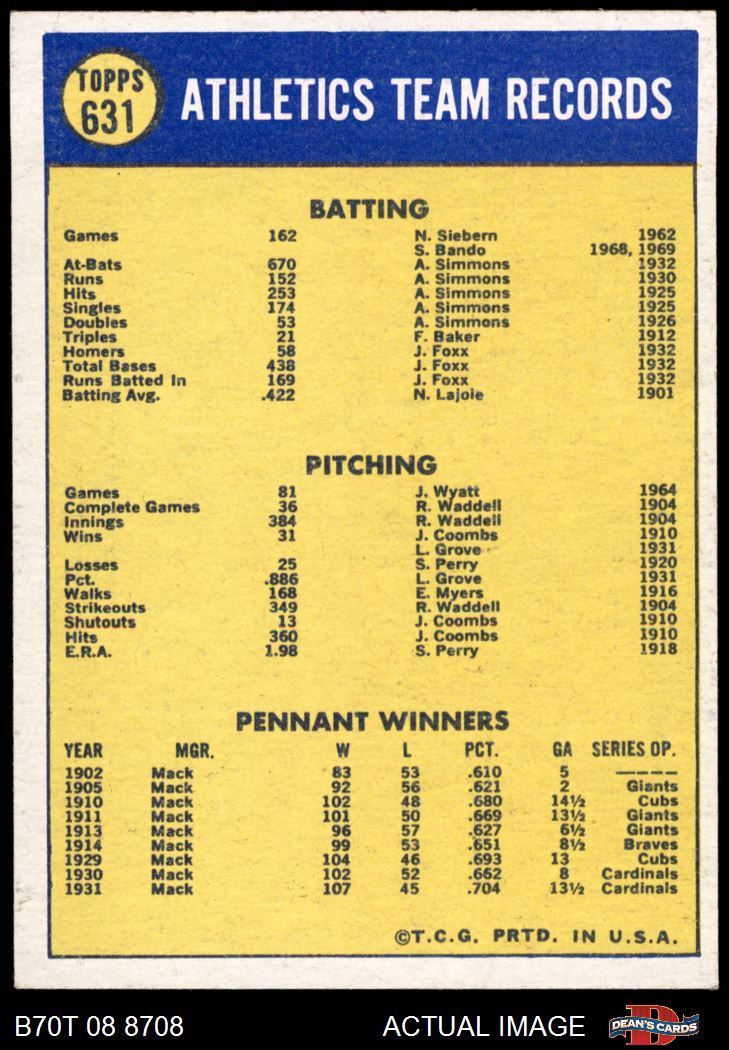 TOPPS
631
ATHLETICS TEAM RECORDS
BATTING
Games 162 N. Siebern 1962
S. Bando 1968, 1969
At-Bats 670 A. Simmons 1932
Runs 152 A. Simmons 1930
Hits 253 A. Simmons 1925
Singles 174 A. Simmons 1925
Doubles 53 A. Simmons 1926
Triples 21 F. Baker 1912
Homers 58 J. Foxx 1932
Total Bases 438 J. Foxx 1932
Runs Batted In 169 J. Foxx 1932
Batting Avg. .422 N. Lajoie 1901
PITCHING
Games 81 J. Wyatt 1964
Complete Games 36 R. Waddell 1904
Innings 384 R. Waddell 1904
Wins 31 J. Coombs 1910
L. Grove 1931
Losses 25 S. Perry 1920
Pct. .886 L. Grove 1931
Walks 168 E. Myers 1916
Strikeouts 349 R. Waddell 1904
Shutouts 13 J. Coombs 1910
Hits 360 J. Coombs 1910
E.R.A. 1.98 S. Perry 1918
PENNANT WINNERS
YEAR MGR. W L PCT. GA SERIES OP.
1902 Mack 83 53 .610 5 –––––
1905 Mack 92 56 .621 2 Giants
1910 Mack 102 48 .680 14½ Cubs
1911 Mack 101 50 .669 13½ Giants
1913 Mack 96 57 .627 6½ Giants
1914 Mack 99 53 .651 8½ Braves
1929 Mack 104 46 .693 13 Cubs
1930 Mack 102 52 .662 8 Cardinals
1931 Mack 107 45 .704 13½ Cardinals
©T.C.G. PRTD. IN U.S.A.
B70T 08 8708 ACTUAL IMAGE DEAN'S CARDS